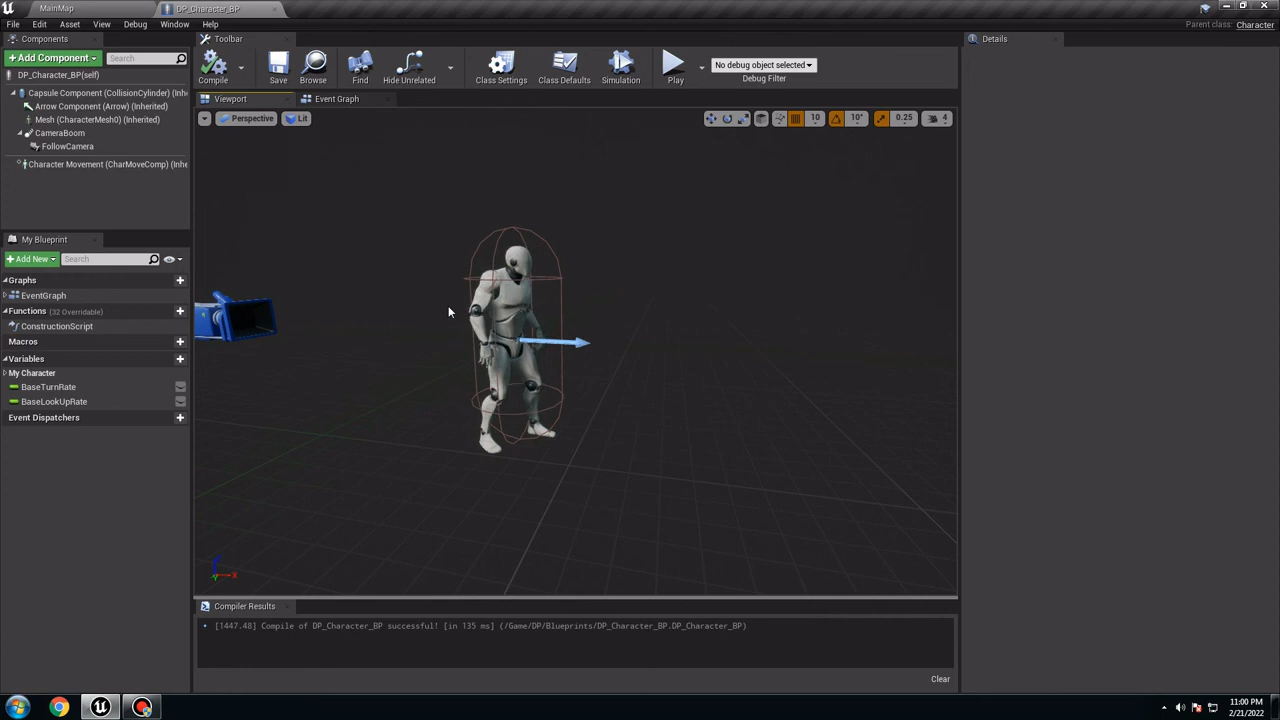 MainMap
DP_Character_BP
File Edit Asset View Debug Window Help
Parent class: Character
Components
+Add Component
Search
DP_Character_BP(self)
Capsule Component (CollisionCylinder) (Inhe
Arrow Component (Arrow) (Inherited)
Mesh (CharacterMesh0) (Inherited)
CameraBoom
FollowCamera
Character Movement (CharMoveComp) (Inhe
My Blueprint
+Add New
Search
Graphs
EventGraph
Functions (32 Overridable)
ConstructionScript
Macros
Variables
My Character
BaseTurnRate
BaseLookUpRate
Event Dispatchers
Toolbar
Compile
Save
Browse
Find
Hide Unrelated
Class Settings
Class Defaults
Simulation
Play
No debug object selected
Debug Filter
Viewport
Event Graph
Perspective
Lit
10
10°
0.25
4
X
Compiler Results
[1447.48] Compile of DP_Character_BP successful! [in 135 ms] (/Game/DP/Blueprints/DP_Character_BP.DP_Character_BP)
Clear
Details
11:00 PM
2/21/2022